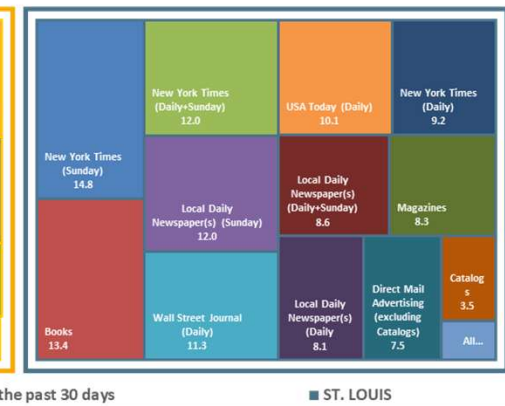 New York Times
(Sunday)
14.8
Books
13.4
New York Times
(Daily+Sunday)
12.0
Local Daily
Newspaper(s) (Sunday)
12.0
Wall Street Journal
(Daily)
11.3
USA Today (Daily)
10.1
New York Times
(Daily)
9.2
Local Daily
Newspaper(s)
(Daily+Sunday)
8.6
Magazines
8.3
Local Daily
Newspaper(s)
(Daily
8.1
Direct Mail
Advertising
(excluding
Catalogs)
7.5
Catalog
s
3.5
All...
the past 30 days
ST. LOUIS